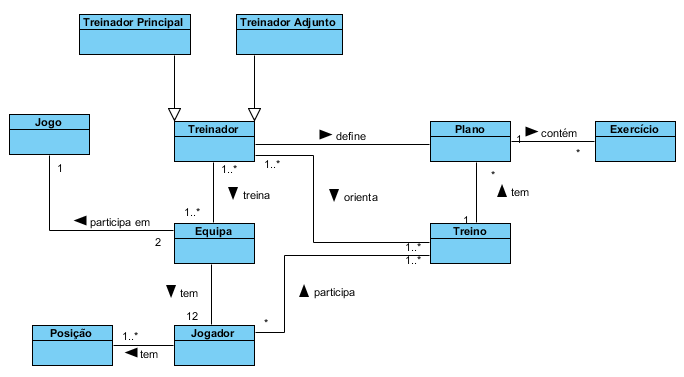 Treinador Principal
Treinador Adjunto
Jogo
Treinador
Plano
Exercício
define
1
contém
*
1
1..*
1..*
treina
orienta
*
tem
1..*
participa em
2
Equipa
1
Treino
1..*
1..*
tem
participa
12
*
Posição
1..*
tem
Jogador